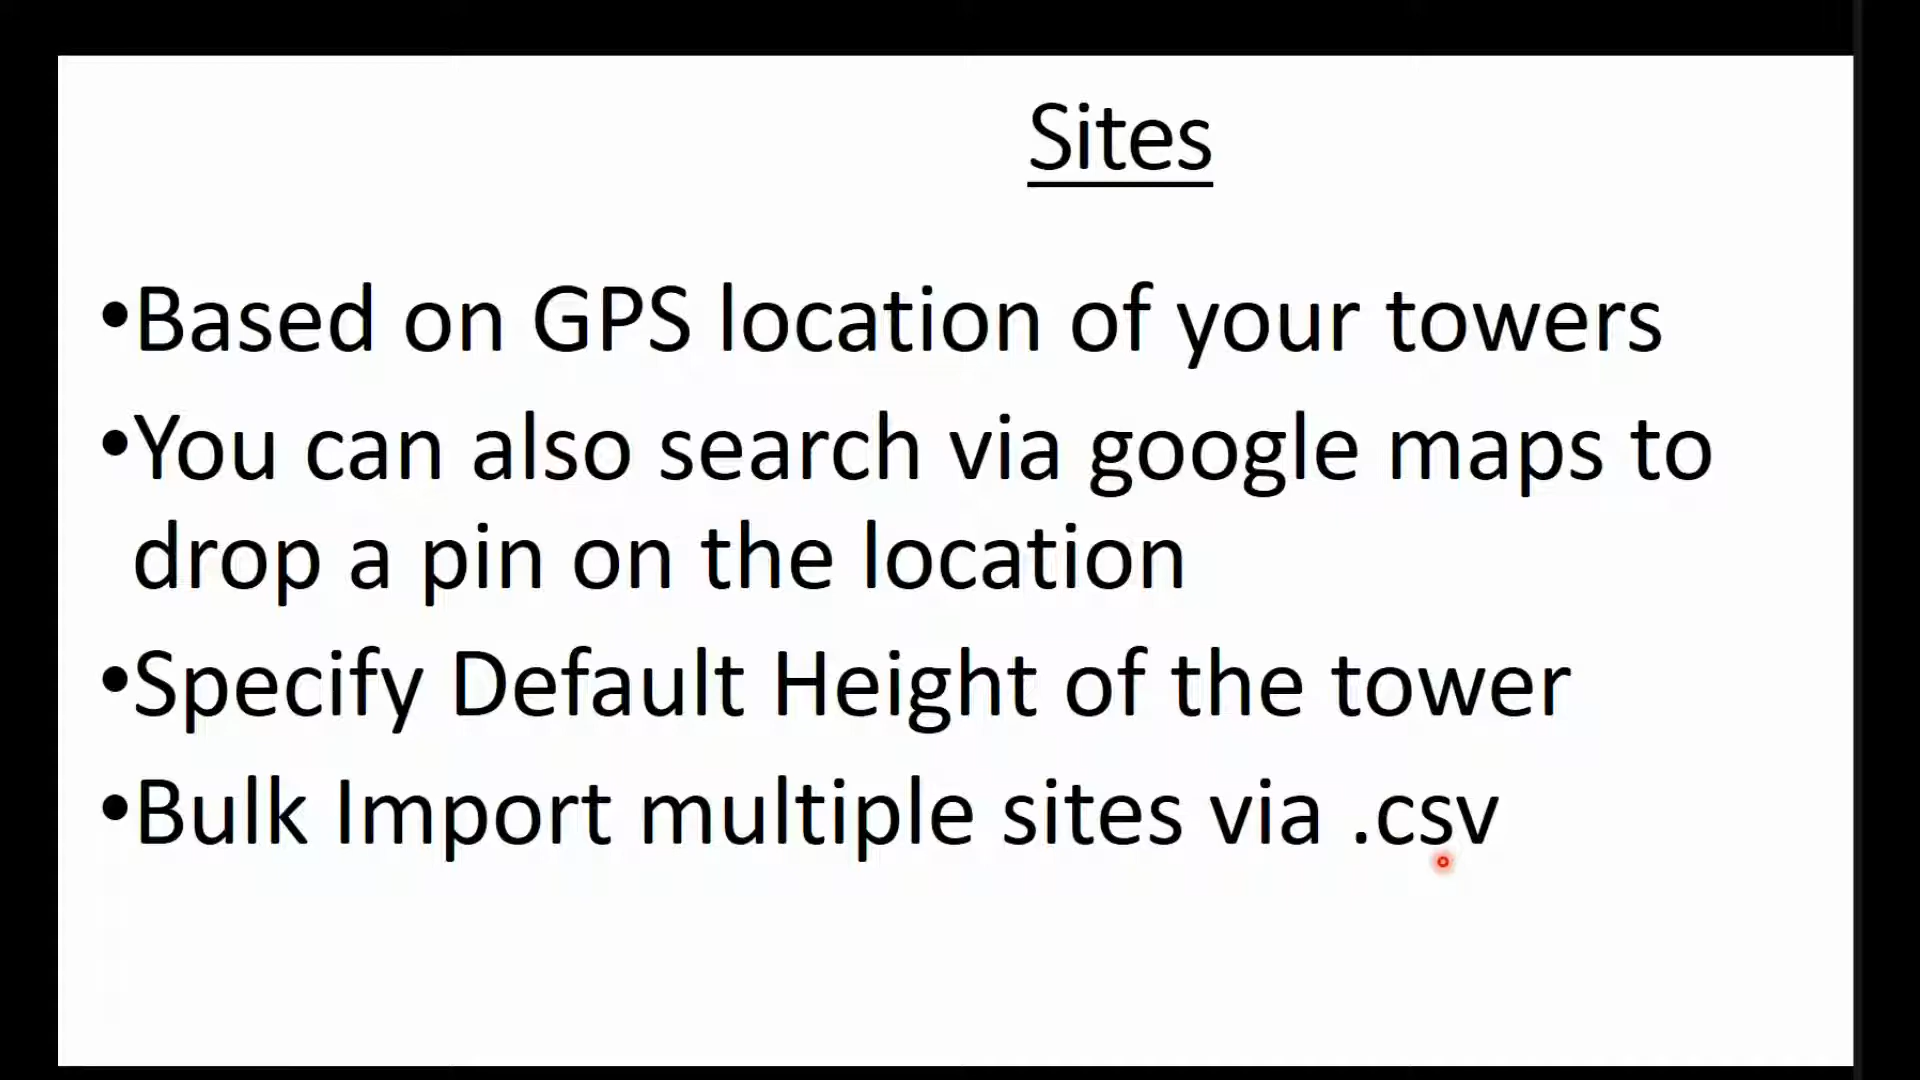 Sites
•Based on GPS location of your towers
•You can also search via google maps to
drop a pin on the location
•Specify Default Height of the tower
•Bulk Import multiple sites via .csv